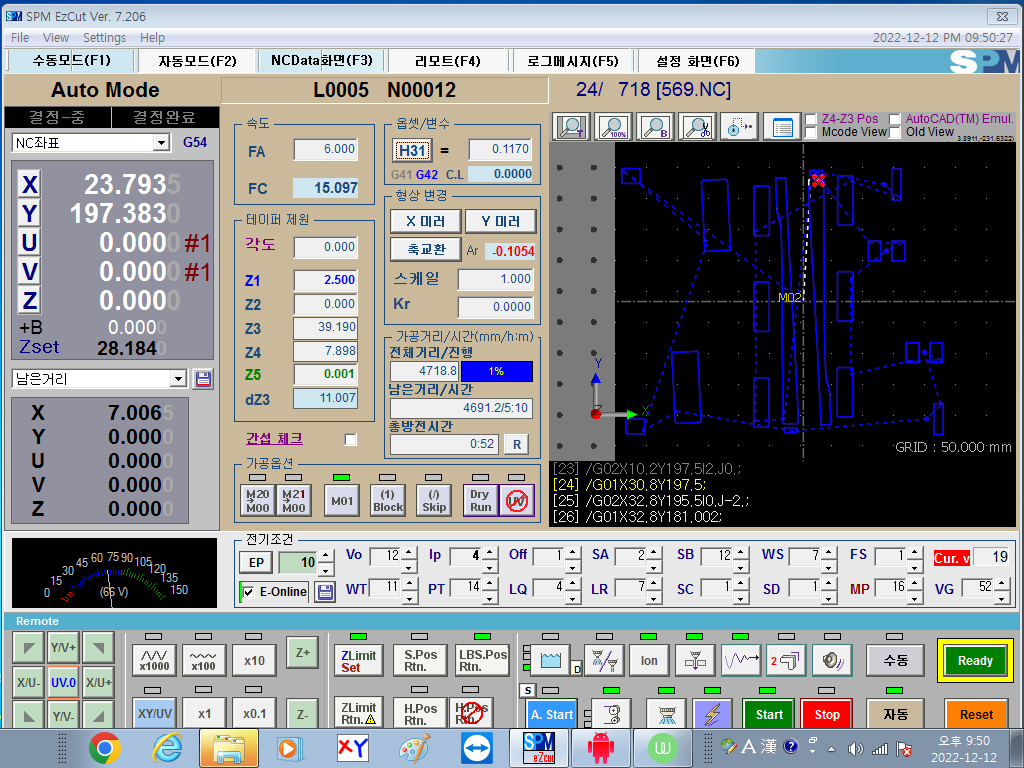 SPM EzCut Ver. 7.206
File View Settings Help
2022-12-12 PM 09:50:27
수동모드(F1)
자동모드(F2)
NCData화면(F3)
리모트(F4)
로그메시지(F5)
설정 화면(F6)
SPM
Auto Mode
L0005 N00012
24/ 718 [569.NC]
결정-중
결정완료
NC좌표
G54
X 23.7935
Y 197.3830
U 0.0000 #1
V 0.0000 #1
Z 0.0000
+B 0.0000
Zset 28.1840
남은거리
X 7.0065
Y 0.0000
U 0.0000
V 0.0000
Z 0.0000
속도
FA 6.000
FC 15.097
테이퍼 제원
각도 0.000
Z1 2.500
Z2 0.000
Z3 39.190
Z4 7.898
Z5 0.001
dZ3 11.007
간섭 체크
옵셋/변수
H31 = 0.1170
G41 G42 C.L 0.0000
형상 변경
X 미러
Y 미러
축교환
Ar -0.1054
스케일 1.000
Kr 0.0000
가공거리/시간(mm/h:m)
전체거리/진행
4718.8 1%
남은거리/시간
4691.2/5:10
총방전시간
0:52 R
가공옵션
M20 → M00
M21 → M00
M01
(1) Block
(/) Skip
Dry Run
UV
T
100%
B
Z4-Z3 Pos
AutoCAD(TM) Emul.
Mcode View
Old View
3.8911,-231.6322)
M02
Y
X
Z
GRID : 50.000 mm
[23] /G02X10,2Y197,5I2,J0,;
[24] /G01X30,8Y197,5;
[25] /G02X32,8Y195,5I0,J-2,;
[26] /G01X32,8Y181,002;
0 15 30 45 60 75 90 105 120 135 150
(66 V)
전기조건
EP 10
E-Online
Vo 12 Ip 4 Off 1 SA 2 SB 12 WS 7 FS 1 Cur. v 19
WT 11 PT 14 LQ 4 LR 7 SC 1 SD 1 MP 16 VG 52
Remote
Y/V+
X/U-
UV.0
X/U+
Y/V-
x1000
x100
x10
Z+
XY/UV
x1
x0.1
Z-
ZLimit Set
S.Pos Rtn.
LBS.Pos Rtn.
ZLimit Rtn.
H.Pos Rtn.
H.Pos Rtn.
D
Ion
2
수동
Ready
S
A. Start
Start
Stop
자동
Reset
XY
SPM eZcut
A 漢
오후 9:50
2022-12-12